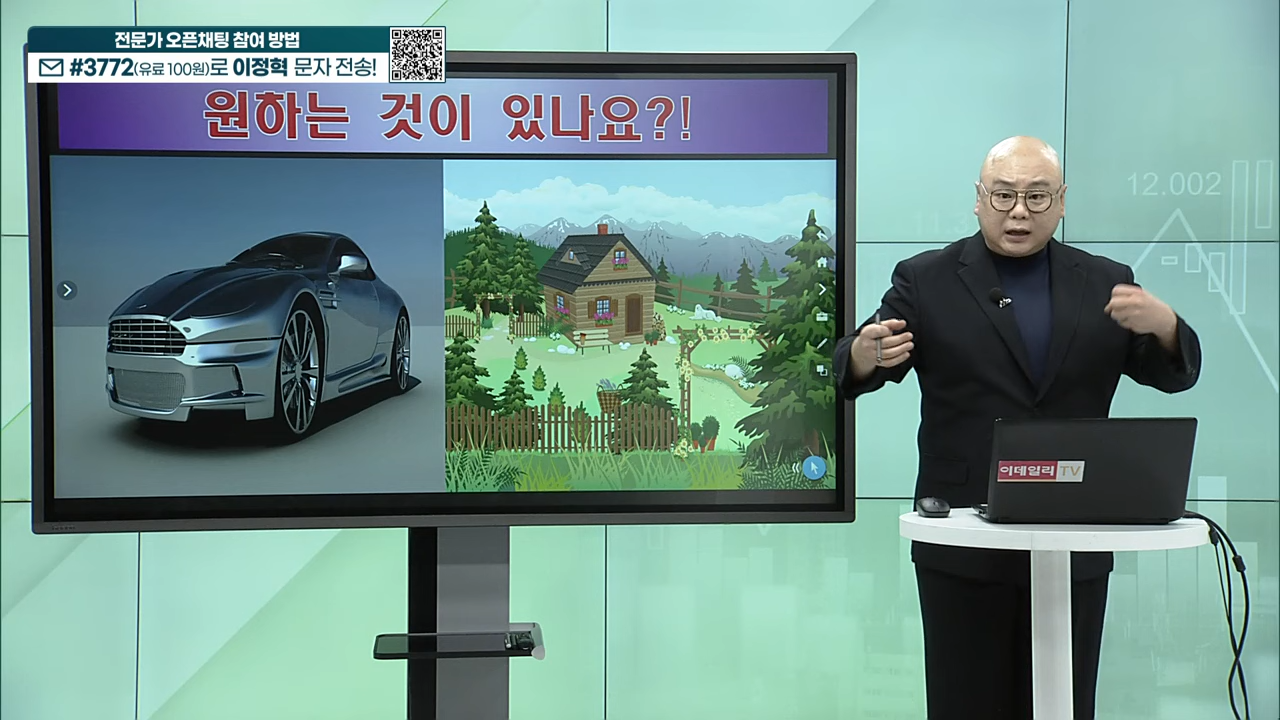 전문가 오픈채팅 참여 방법
#3772(유료 100원)로 이정혁 문자 전송!
원하는 것이 있나요?!
12.002
이데일리 TV